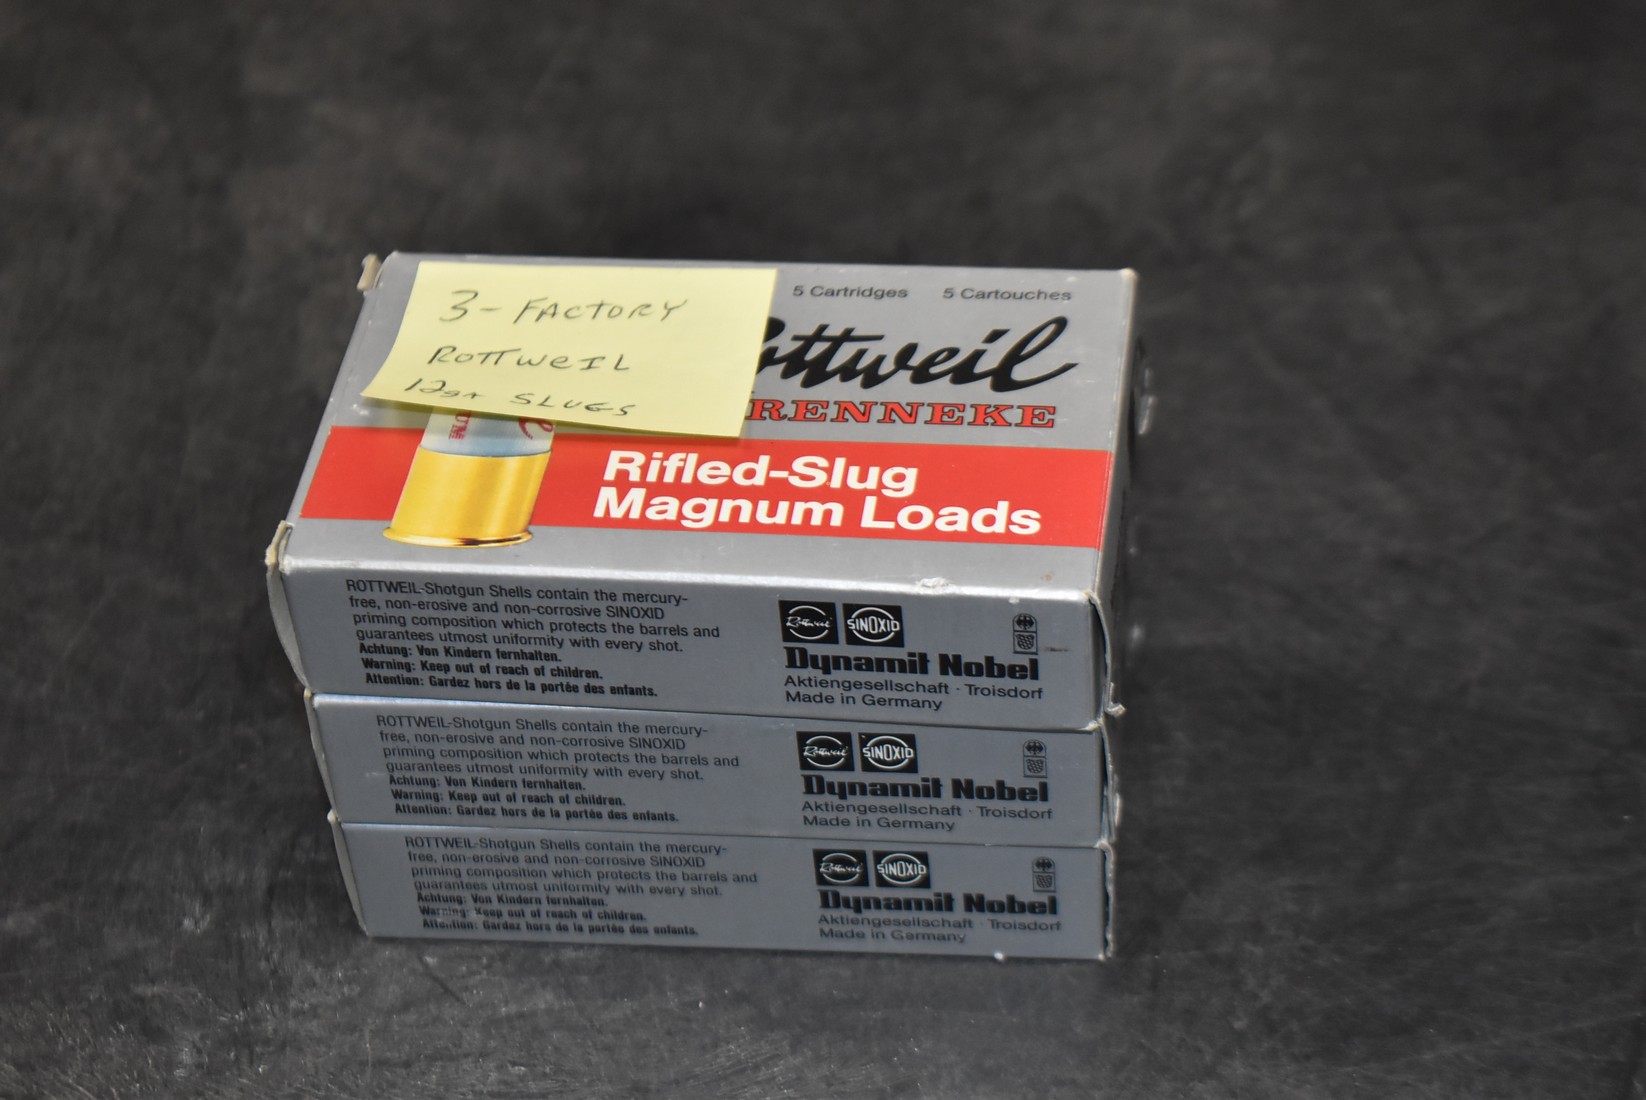 3-FACTORY
ROTTWEIL
12ga SLUGS
5 Cartridges 5 Cartouches
Rottweil
BRENNEKE
Rifled-Slug
Magnum Loads
ROTTWEIL-Shotgun Shells contain the mercury-
free, non-erosive and non-corrosive SINOXID
priming composition which protects the barrels and
guarantees utmost uniformity with every shot.
Achtung: Von Kindern fernhalten.
Warning: Keep out of reach of children.
Attention: Gardez hors de la portée des enfants.
Rottweil SINOXID
Dynamit Nobel
Aktiengesellschaft · Troisdorf
Made in Germany
ROTTWEIL-Shotgun Shells contain the mercury-
free, non-erosive and non-corrosive SINOXID
priming composition which protects the barrels and
guarantees utmost uniformity with every shot.
Achtung: Von Kindern fernhalten.
Warning: Keep out of reach of children.
Attention: Gardez hors de la portée des enfants.
Rottweil SINOXID
Dynamit Nobel
Aktiengesellschaft · Troisdorf
Made in Germany
ROTTWEIL-Shotgun Shells contain the mercury-
free, non-erosive and non-corrosive SINOXID
priming composition which protects the barrels and
guarantees utmost uniformity with every shot.
Achtung: Von Kindern fernhalten.
Warning: Keep out of reach of children.
Attention: Gardez hors de la portée des enfants.
Rottweil SINOXID
Dynamit Nobel
Aktiengesellschaft · Troisdorf
Made in Germany